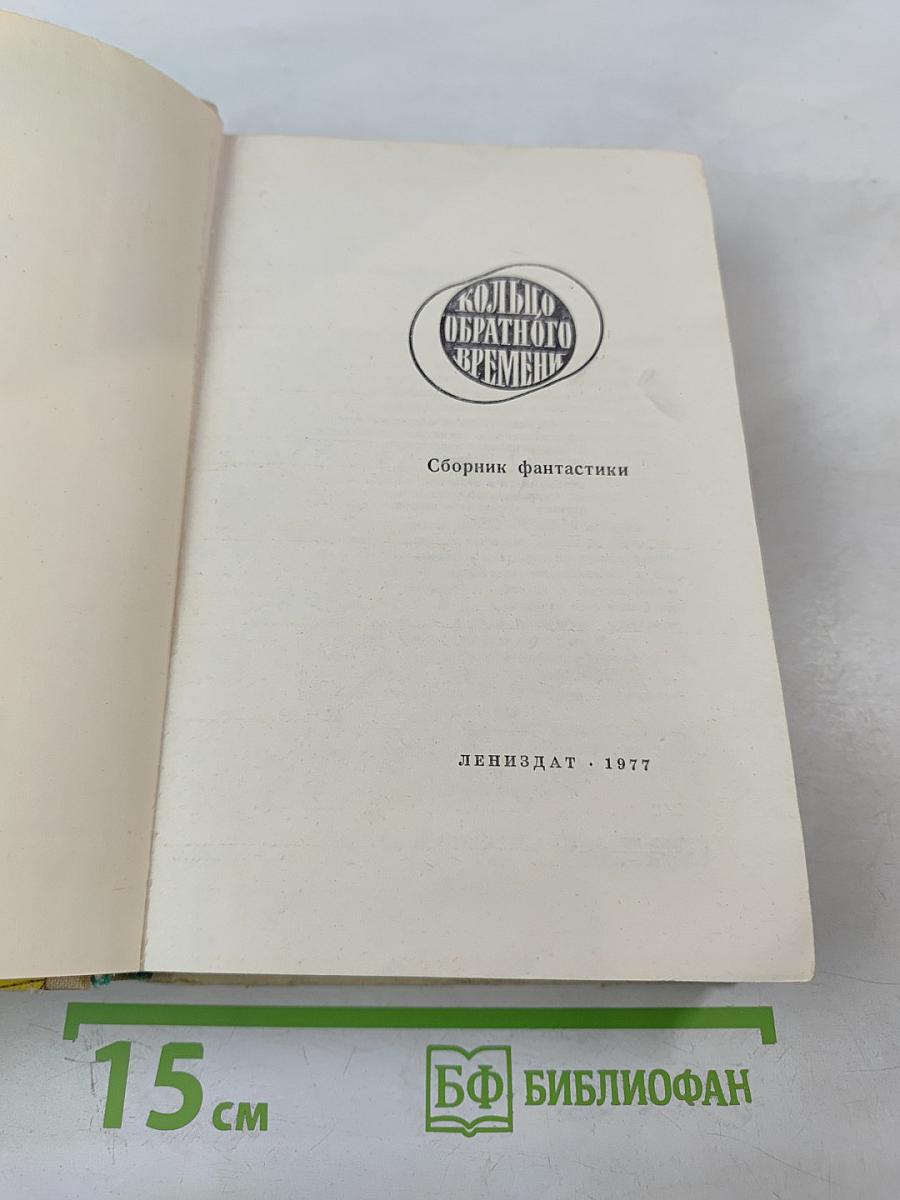 КОЛЬЦО
ОБРАТНОГО
ВРЕМЕНИ
Сборник фантастики
ЛЕНИЗДАТ · 1977
15 см
БФ БИБЛИОФАН